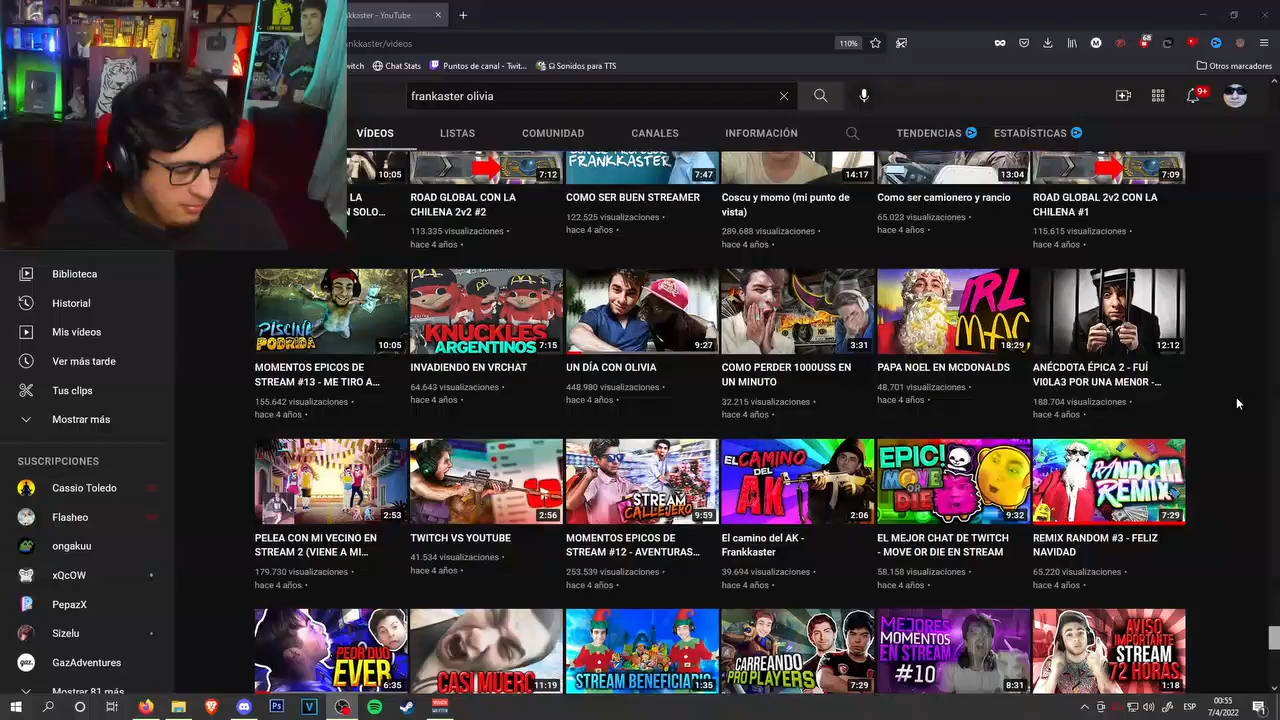 nkkaster - YouTube
nkkaster/videos
110%
68
itch
Chat Stats
Puntos de canal - Twit...
Sonidos para TTS
Otros marcadores
frankaster olivia
9+
VÍDEOS
LISTAS
COMUNIDAD
CANALES
INFORMACIÓN
TENDENCIAS
ESTADÍSTICAS
10:05
7:12
FRANKKASTER
7:47
14:17
13:04
7:09
LA
N SOLO...
ROAD GLOBAL CON LA
CHILENA 2v2 #2
113.335 visualizaciones •
hace 4 años •
COMO SER BUEN STREAMER
122.525 visualizaciones •
hace 4 años •
Coscu y momo (mi punto de
vista)
289.688 visualizaciones •
hace 4 años •
Como ser camionero y rancio
65.023 visualizaciones •
hace 4 años •
ROAD GLOBAL 2v2 CON LA
CHILENA #1
115.615 visualizaciones •
hace 4 años •
Biblioteca
Historial
Mis vídeos
Ver más tarde
Tus clips
Mostrar más
SUSCRIPCIONES
Cassio Toledo
Flasheo
ongakuu
xQcOW
PepazX
Sizelu
gaz.
GazAdventures
Mostrar 81 más
PISCINA
PODRIDA
10:05
KNUCKLES
ARGENTINOS
7:15
9:27
3:31
IRL
MAC
18:29
12:12
MOMENTOS EPICOS DE
STREAM #13 - ME TIRO A...
155.642 visualizaciones •
hace 4 años •
INVADIENDO EN VRCHAT
64.643 visualizaciones •
hace 4 años •
UN DÍA CON OLIVIA
448.980 visualizaciones •
hace 4 años •
COMO PERDER 1000USS EN
UN MINUTO
32.215 visualizaciones •
hace 4 años •
PAPA NOEL EN MCDONALDS
48.701 visualizaciones •
hace 4 años •
ANÉCDOTA ÉPICA 2 - FUÍ
VI0LA3 POR UNA MEN0R -...
188.704 visualizaciones •
hace 4 años •
2:53
2:56
STREAM
CALLEJERO
9:59
EL CAMINO
DEL
AK
2:06
EPIC!
MOVE
OR
DIE
9:32
RANDOM
REMIX
7:29
PELEA CON MI VECINO EN
STREAM 2 (VIENE A MI...
179.730 visualizaciones •
hace 4 años •
TWITCH VS YOUTUBE
41.534 visualizaciones •
hace 4 años •
MOMENTOS EPICOS DE
STREAM #12 - AVENTURAS...
253.539 visualizaciones •
hace 4 años •
El camino del AK -
Frankkaster
39.694 visualizaciones •
hace 4 años •
EL MEJOR CHAT DE TWITCH
- MOVE OR DIE EN STREAM
58.158 visualizaciones •
hace 4 años •
REMIX RANDOM #3 - FELIZ
NAVIDAD
65.220 visualizaciones •
hace 4 años •
PEOR DUO
EVER
6:35
CASI MUERO
11:19
STREAM BENEFICIARIO
1:35
CARREANDO
PRO PLAYERS
7:29
MEJORES
MOMENTOS
EN STREAM
#10
8:31
AVISO
IMPORTANTE
STREAM
72 HORAS
1:18
ESP
00:55
7/4/2022